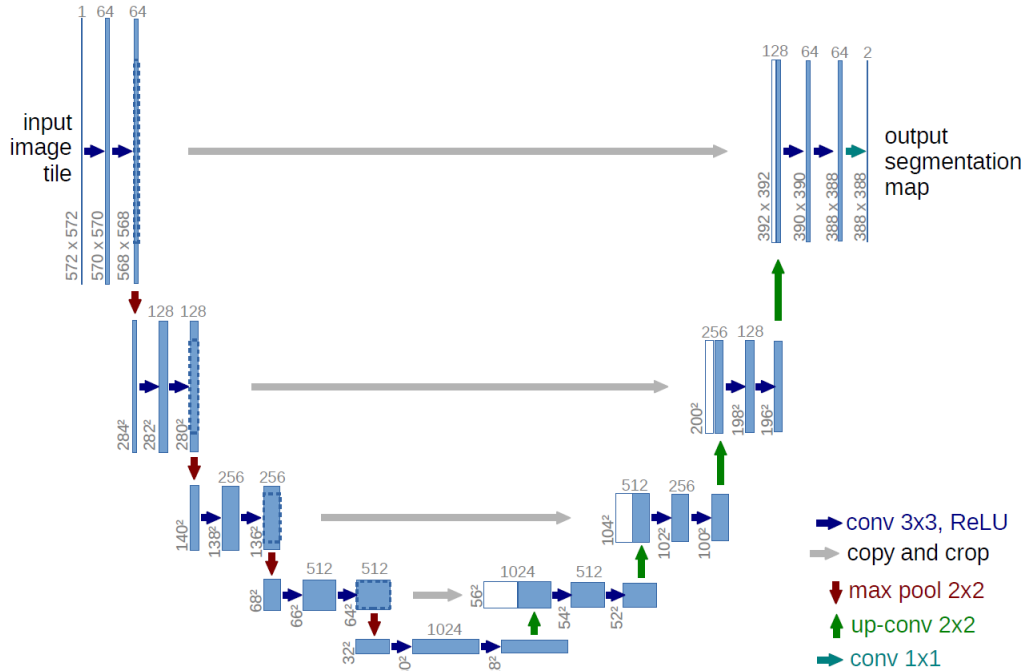 1 64 64
128 64 64 2
input
image
tile
output
segmentation
map
572 x 572
570 x 570
568 x 568
392 x 392
390 x 390
388 x 388
388 x 388
128 128
256 128
284²
282²
280²
200²
198²
196²
256 256
512 256
140²
138²
136²
104²
102²
100²
conv 3x3, ReLU
copy and crop
512 512
1024 512
68²
66²
64²
56²
54²
52²
max pool 2x2
up-conv 2x2
1024
32²
0²
8²
conv 1x1